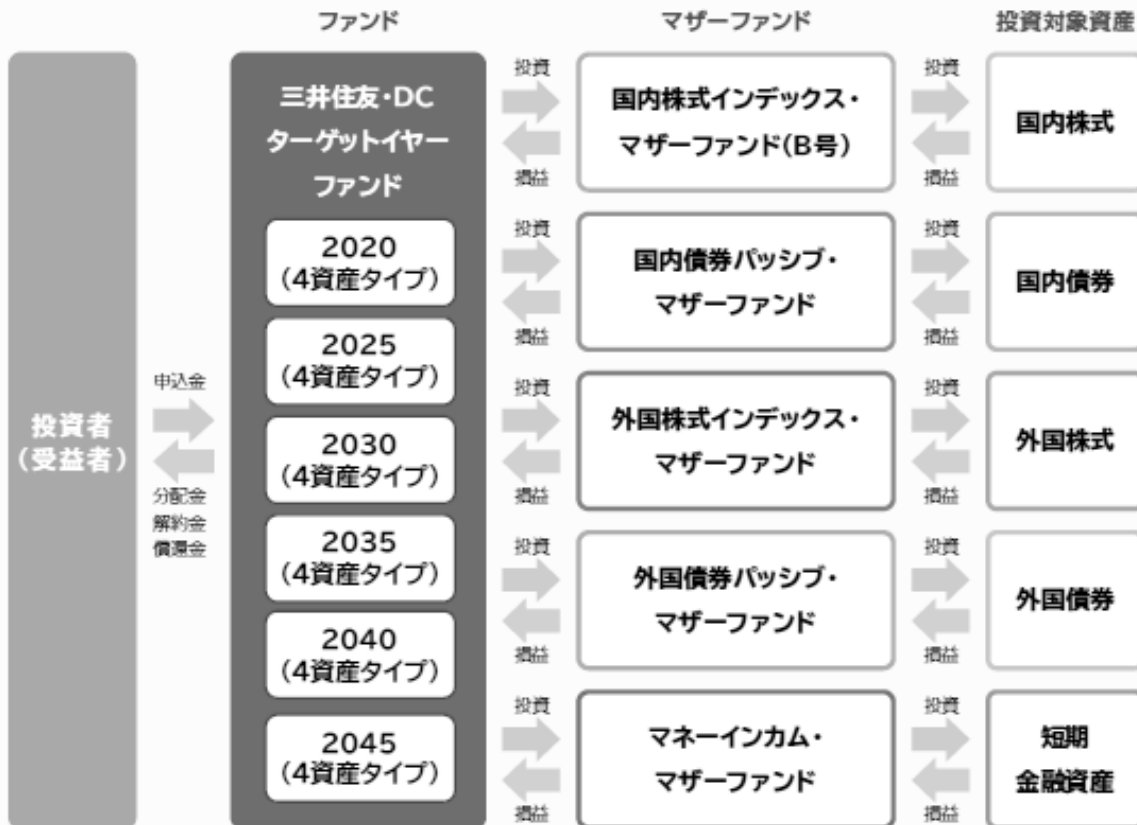 ファンド
マザーファンド
投資対象資産
投資者
(受益者)
申込金
分配金
解約金
償還金
三井住友・DC
ターゲットイヤー
ファンド
2020
(4資産タイプ)
2025
(4資産タイプ)
2030
(4資産タイプ)
2035
(4資産タイプ)
2040
(4資産タイプ)
2045
(4資産タイプ)
投資
損益
国内株式インデックス・
マザーファンド(B号)
投資
損益
国内株式
投資
損益
国内債券パッシブ・
マザーファンド
投資
損益
国内債券
投資
損益
外国株式インデックス・
マザーファンド
投資
損益
外国株式
投資
損益
外国債券パッシブ・
マザーファンド
投資
損益
外国債券
投資
損益
マネーインカム・
マザーファンド
投資
損益
短期
金融資産